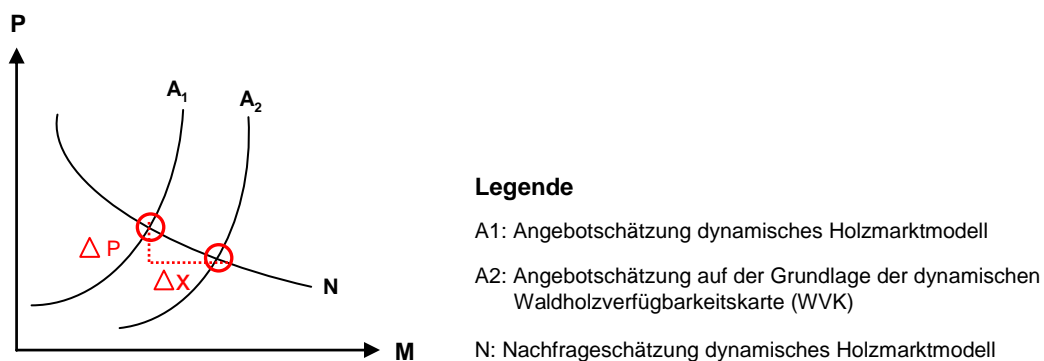 P
A1
A2
△ P
△X
N
M
Legende
A1: Angebotschätzung dynamisches Holzmarktmodell
A2: Angebotschätzung auf der Grundlage der dynamischen
Waldholzverfügbarkeitskarte (WVK)
N: Nachfrageschätzung dynamisches Holzmarktmodell